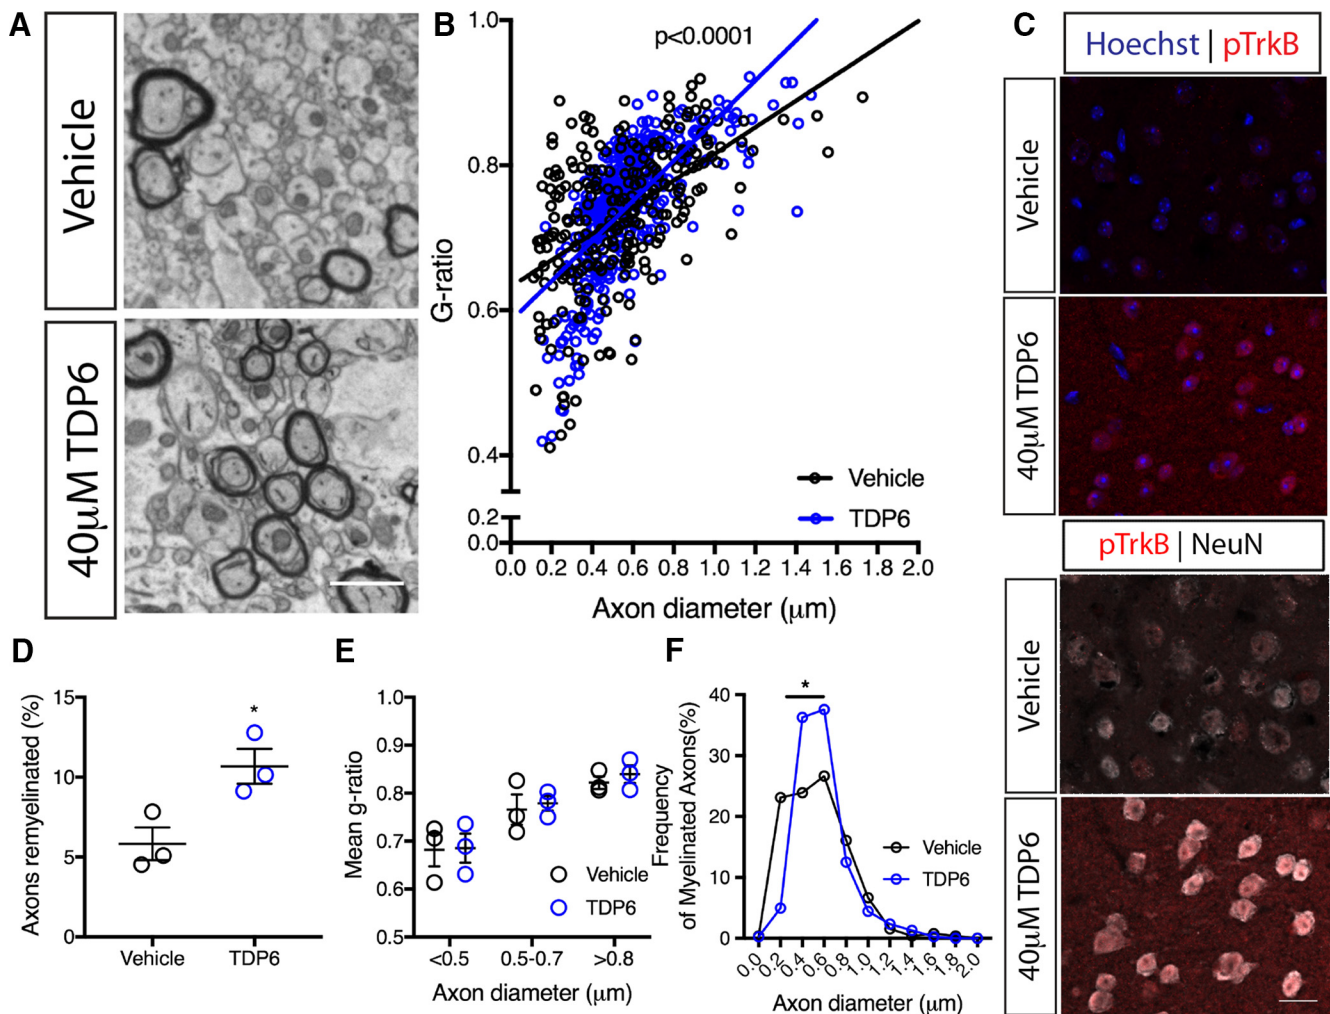 A
Vehicle
40μM TDP6
B
p<0.0001
G-ratio
1.0
0.8
0.6
0.4
0.2
0.0
0.0 0.2 0.4 0.6 0.8 1.0 1.2 1.4 1.6 1.8 2.0
Axon diameter (μm)
Vehicle
TDP6
C
Hoechst | pTrkB
Vehicle
40μM TDP6
pTrkB | NeuN
Vehicle
40μM TDP6
D
Axons remyelinated (%)
15
10
5
0
*
Vehicle TDP6
E
Mean g-ratio
1.0
0.9
0.8
0.7
0.6
0.5
Vehicle
TDP6
<0.5 0.5-0.7 >0.8
Axon diameter (μm)
F
Frequency
of Myelinated Axons(%)
40
30
20
10
0
*
Vehicle
TDP6
0.0 0.2 0.4 0.6 0.8 1.0 1.2 1.4 1.6 1.8 2.0
Axon diameter (μm)